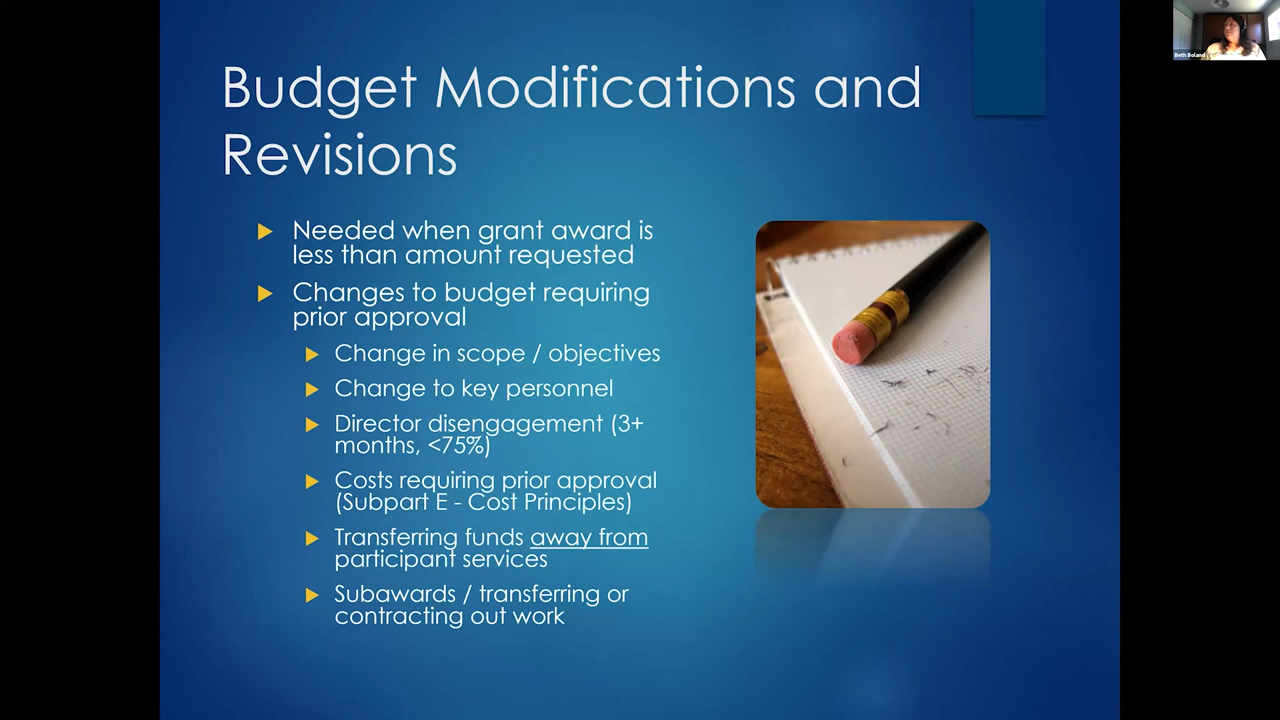 Budget Modifications and
Revisions
Needed when grant award is
less than amount requested
Changes to budget requiring
prior approval
Change in scope / objectives
Change to key personnel
Director disengagement (3+
months, <75%)
Costs requiring prior approval
(Subpart E - Cost Principles)
Transferring funds away from
participant services
Subawards / transferring or
contracting out work
Beth Boland